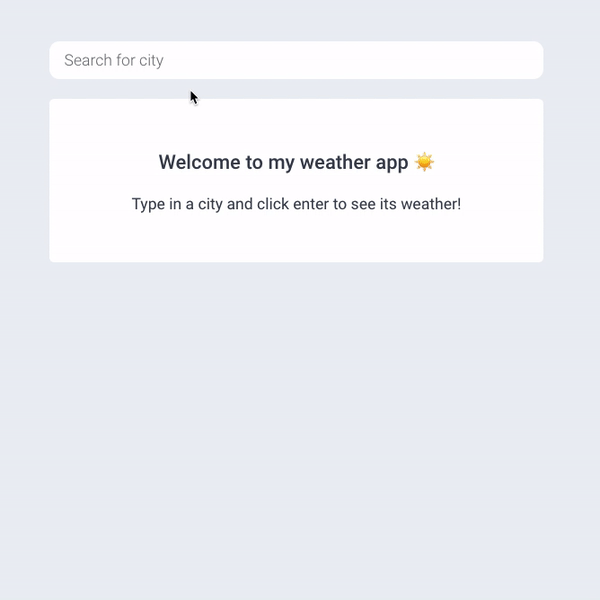 Search for city
Welcome to my weather app ☀️
Type in a city and click enter to see its weather!